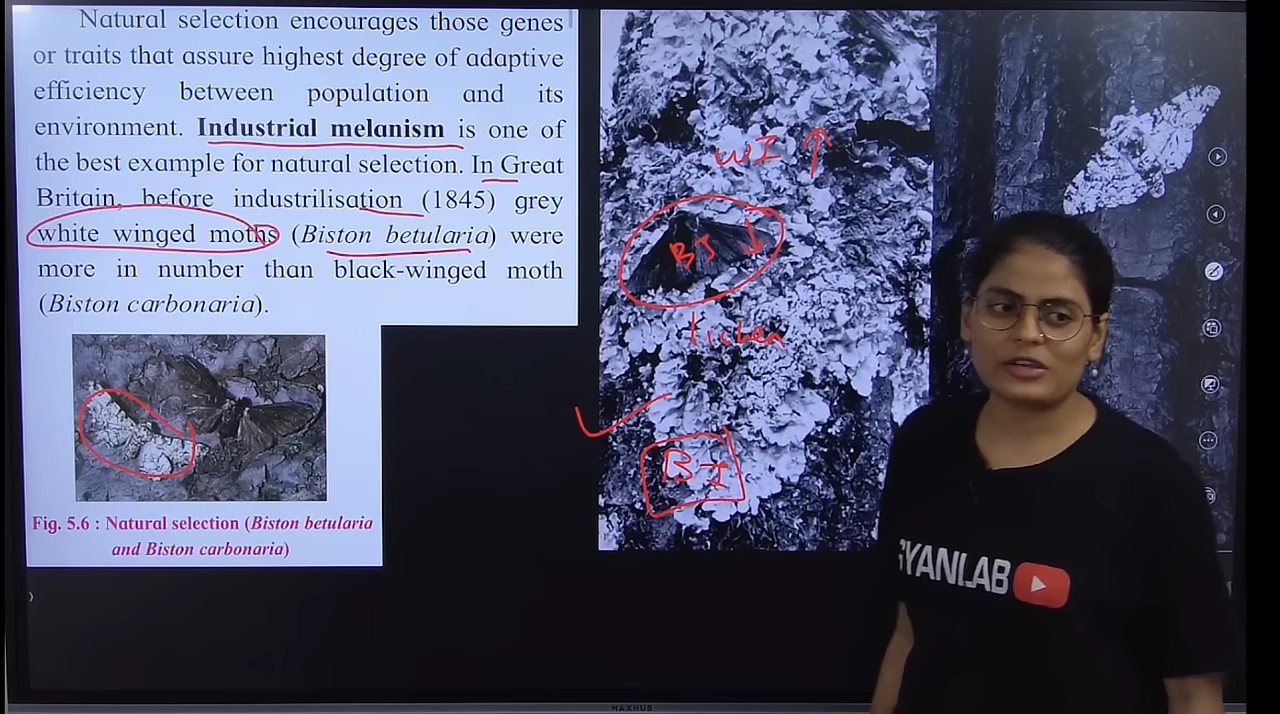 Natural selection encourages those genes
or traits that assure highest degree of adaptive
efficiency between population and its
environment. Industrial melanism is one of
the best example for natural selection. In Great
Britain, before industrilisation (1845) grey
white winged moths (Biston betularia) were
more in number than black-winged moth
(Biston carbonaria).
Fig. 5.6 : Natural selection (Biston betularia
and Biston carbonaria)
WI ↑
BI ↓
lichen
BI
GYANLAB
MAXHUB